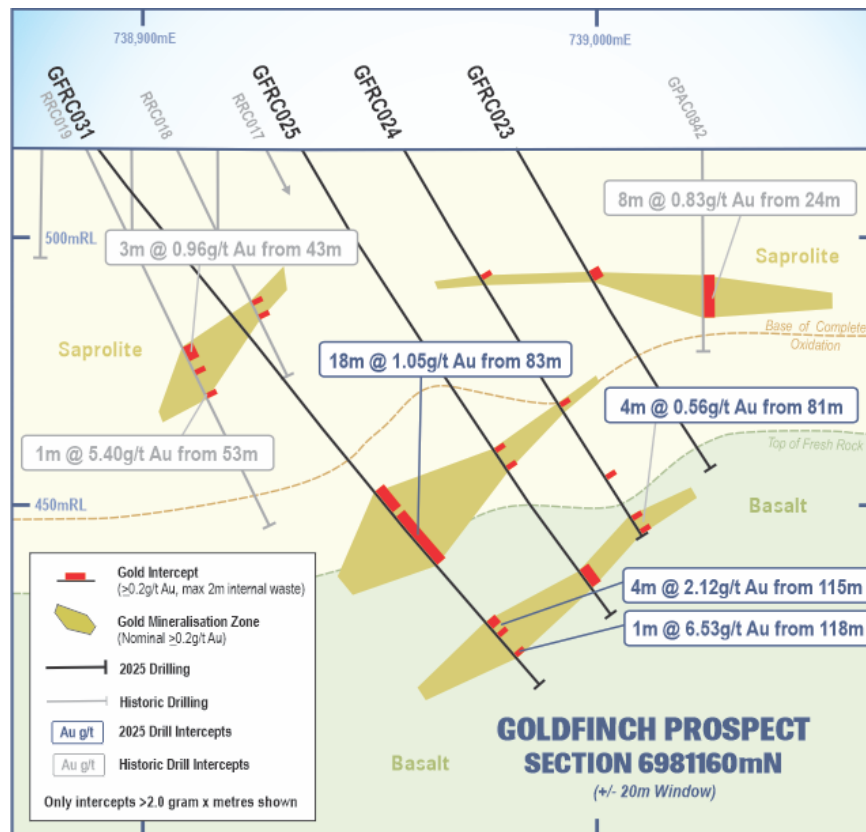 738,900mE
739,000mE
GFRC031
RRC019
RRC018
RRC017
GFRC025
GFRC024
GFRC023
GPAC0842
8m @ 0.83g/t Au from 24m
500mRL
3m @ 0.96g/t Au from 43m
Saprolite
Base of Complete
Oxidation
Saprolite
18m @ 1.05g/t Au from 83m
4m @ 0.56g/t Au from 81m
1m @ 5.40g/t Au from 53m
Top of Fresh Rock
450mRL
Basalt
Gold Intercept
(≥0.2g/t Au, max 2m internal waste)
Gold Mineralisation Zone
(Nominal ≥0.2g/t Au)
2025 Drilling
Historic Drilling
Au g/t
2025 Drill Intercepts
Au g/t
Historic Drill Intercepts
Only intercepts >2.0 gram x metres shown
4m @ 2.12g/t Au from 115m
1m @ 6.53g/t Au from 118m
GOLDFINCH PROSPECT
SECTION 6981160mN
(+/- 20m Window)
Basalt